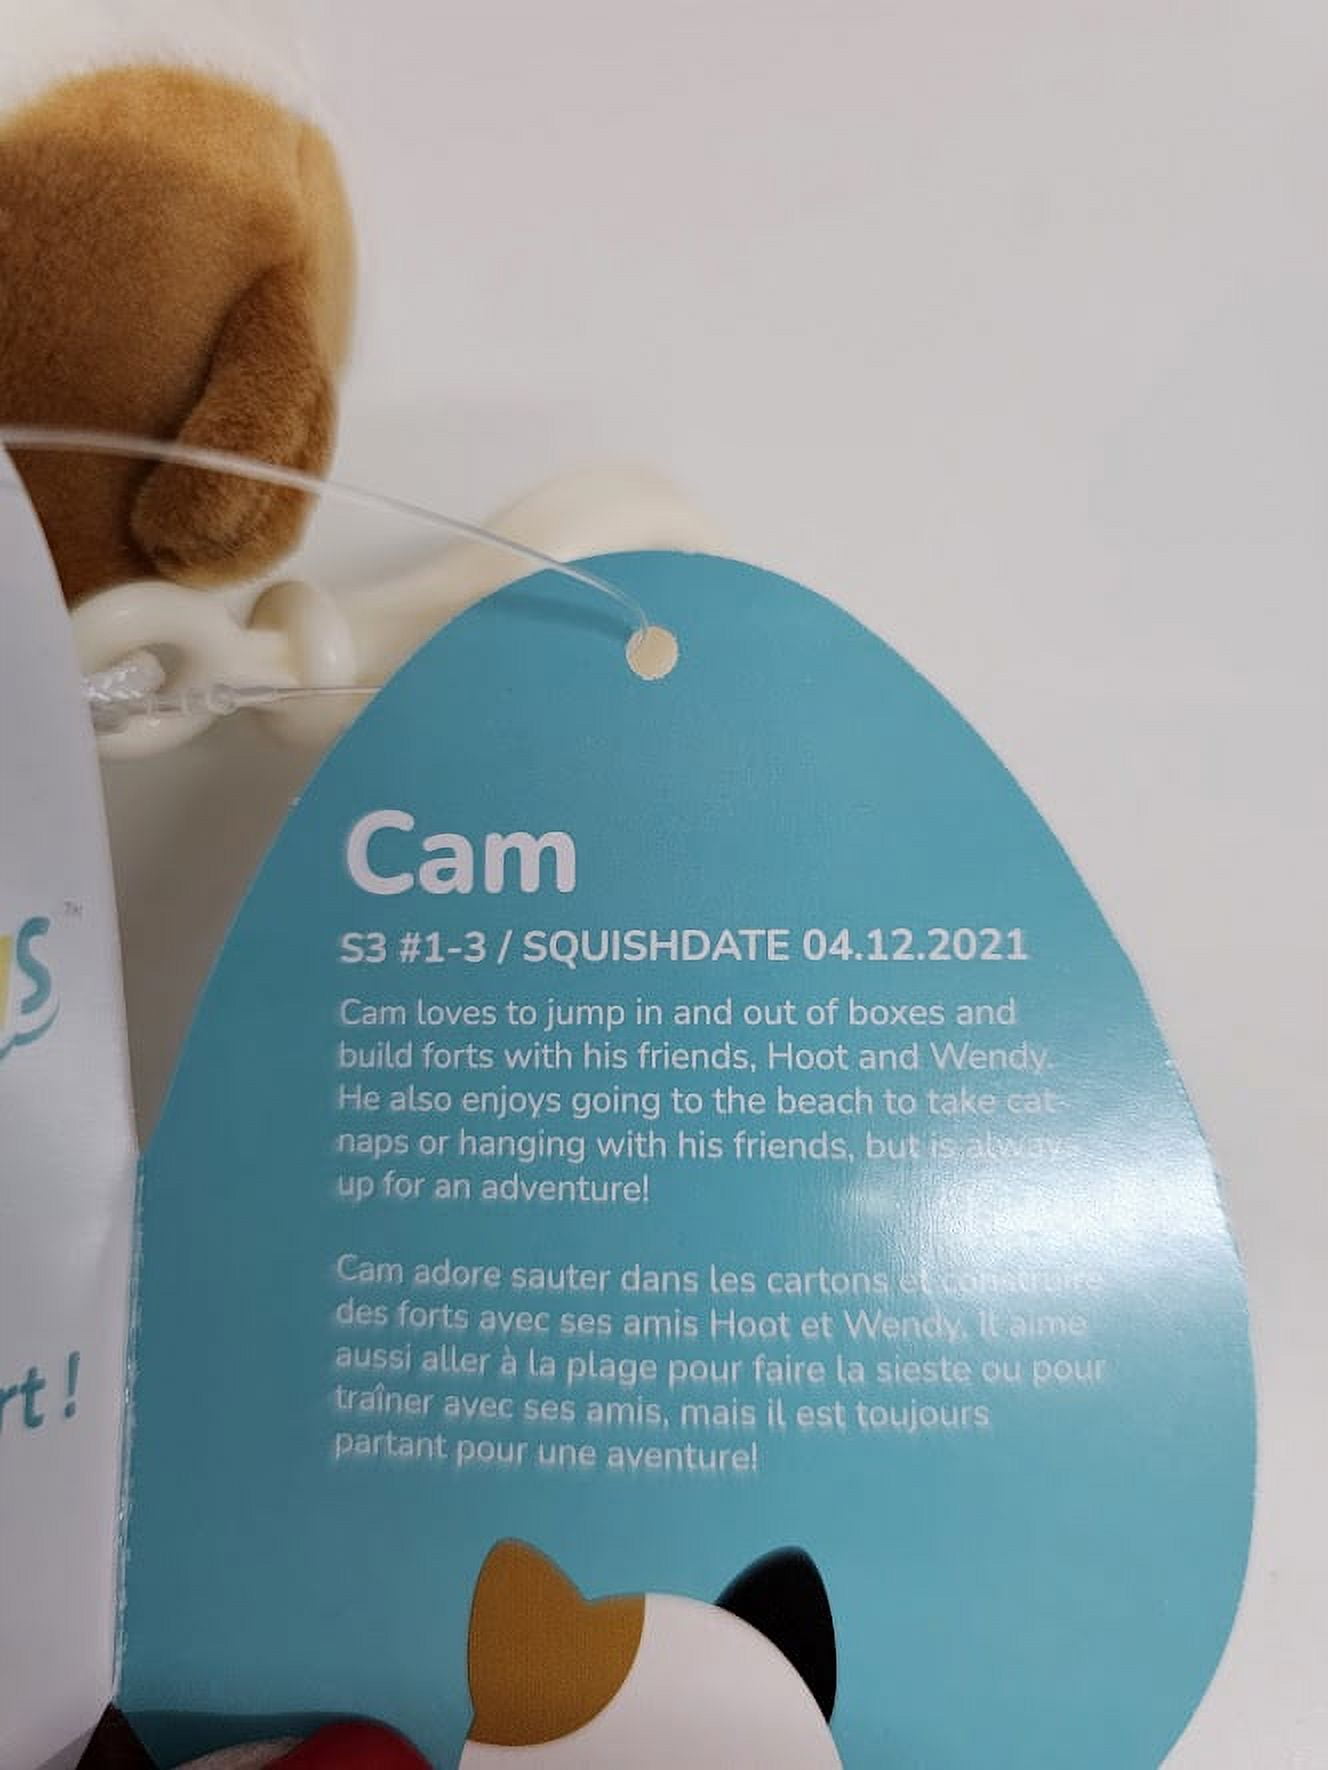 Cam
S3 #1-3 / SQUISHDATE 04.12.2021
Cam loves to jump in and out of boxes and
build forts with his friends, Hoot and Wendy.
He also enjoys going to the beach to take cat-
naps or hanging with his friends, but is alway
up for an adventure!
Cam adore sauter dans les cartons et construire
des forts avec ses amis Hoot et Wendy. Il aime
aussi aller à la plage pour faire la sieste ou pour
traîner avec ses amis, mais il est toujours
partant pour une aventure!
S™
rt !